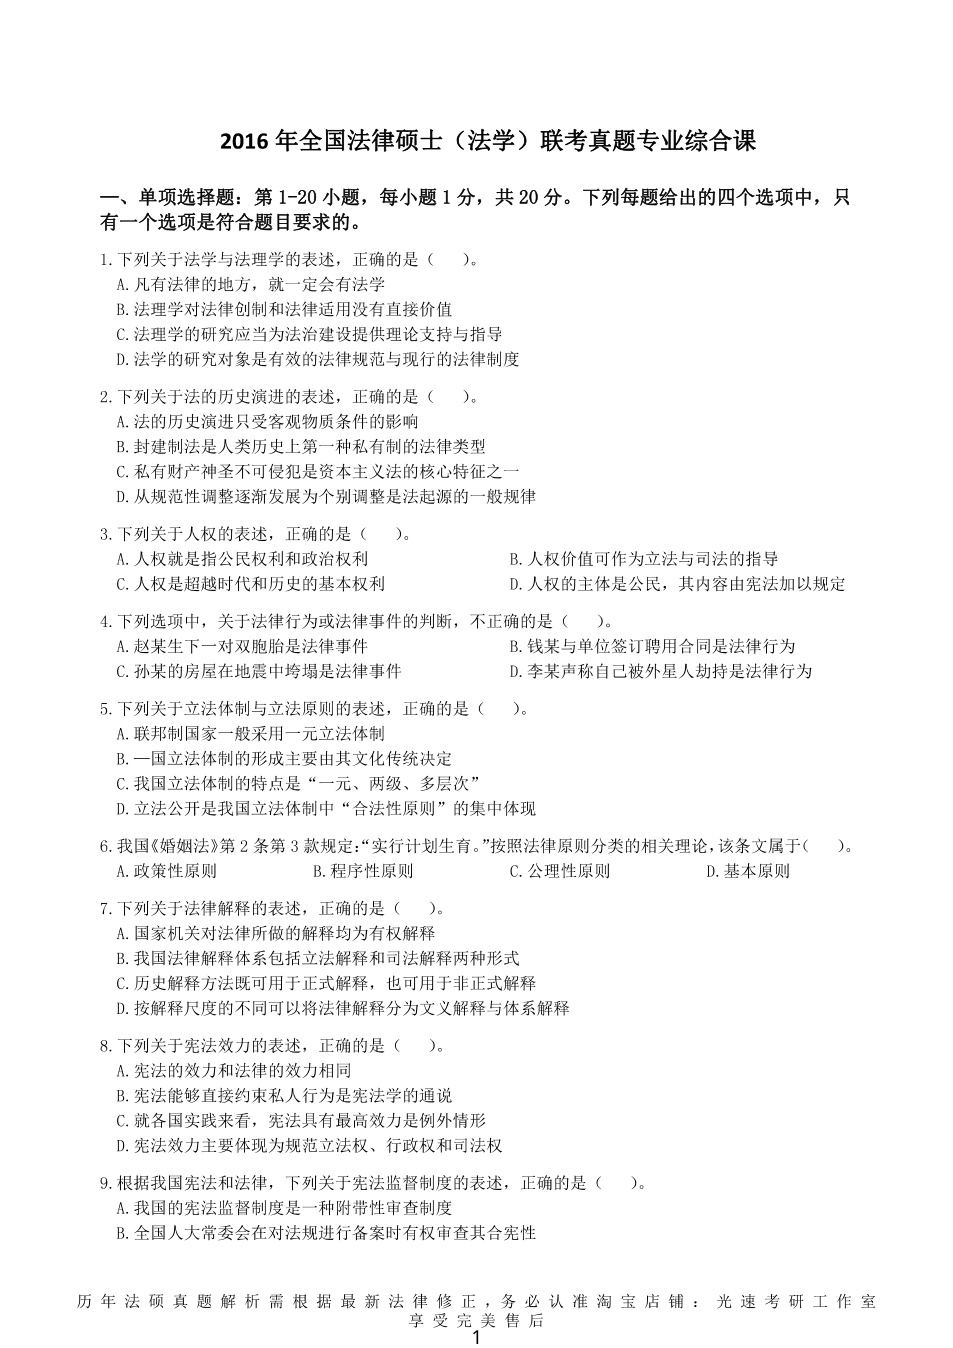 2016 年全国法律硕士（法学）联考真题专业综合课
一、单项选择题：第 1-20 小题，每小题 1 分，共 20 分。下列每题给出的四个选项中，只
有一个选项是符合题目要求的。
1.下列关于法学与法理学的表述，正确的是（　　）。
A.凡有法律的地方，就一定会有法学
B.法理学对法律创制和法律适用没有直接价值
C.法理学的研究应当为法治建设提供理论支持与指导
D.法学的研究对象是有效的法律规范与现行的法律制度
2.下列关于法的历史演进的表述，正确的是（　　）。
A.法的历史演进只受客观物质条件的影响
B.封建制法是人类历史上第一种私有制的法律类型
C.私有财产神圣不可侵犯是资本主义法的核心特征之一
D.从规范性调整逐渐发展为个别调整是法起源的一般规律
3.下列关于人权的表述，正确的是（　　）。
A.人权就是指公民权利和政治权利　　B.人权价值可作为立法与司法的指导
C.人权是超越时代和历史的基本权利　　D.人权的主体是公民，其内容由宪法加以规定
4.下列选项中，关于法律行为或法律事件的判断，不正确的是（　　）。
A.赵某生下一对双胞胎是法律事件　　B.钱某与单位签订聘用合同是法律行为
C.孙某的房屋在地震中垮塌是法律事件　　D.李某声称自己被外星人劫持是法律行为
5.下列关于立法体制与立法原则的表述，正确的是（　　）。
A.联邦制国家一般采用一元立法体制
B.—国立法体制的形成主要由其文化传统决定
C.我国立法体制的特点是“一元、两级、多层次”
D.立法公开是我国立法体制中“合法性原则”的集中体现
6.我国《婚姻法》第 2 条第 3 款规定：“实行计划生育。”按照法律原则分类的相关理论，该条文属于（　　）。
A.政策性原则　　B.程序性原则　　C.公理性原则　　D.基本原则
7.下列关于法律解释的表述，正确的是（　　）。
A.国家机关对法律所做的解释均为有权解释
B.我国法律解释体系包括立法解释和司法解释两种形式
C.历史解释方法既可用于正式解释，也可用于非正式解释
D.按解释尺度的不同可以将法律解释分为文义解释与体系解释
8.下列关于宪法效力的表述，正确的是（　　）。
A.宪法的效力和法律的效力相同
B.宪法能够直接约束私人行为是宪法学的通说
C.就各国实践来看，宪法具有最高效力是例外情形
D.宪法效力主要体现为规范立法权、行政权和司法权
9.根据我国宪法和法律，下列关于宪法监督制度的表述，正确的是（　　）。
A.我国的宪法监督制度是一种附带性审查制度
B.全国人大常委会在对法规进行备案时有权审查其合宪性
历年法硕真题解析需根据最新法律修正,务必认准淘宝店铺：光速考研工作室
享受完美售后
1